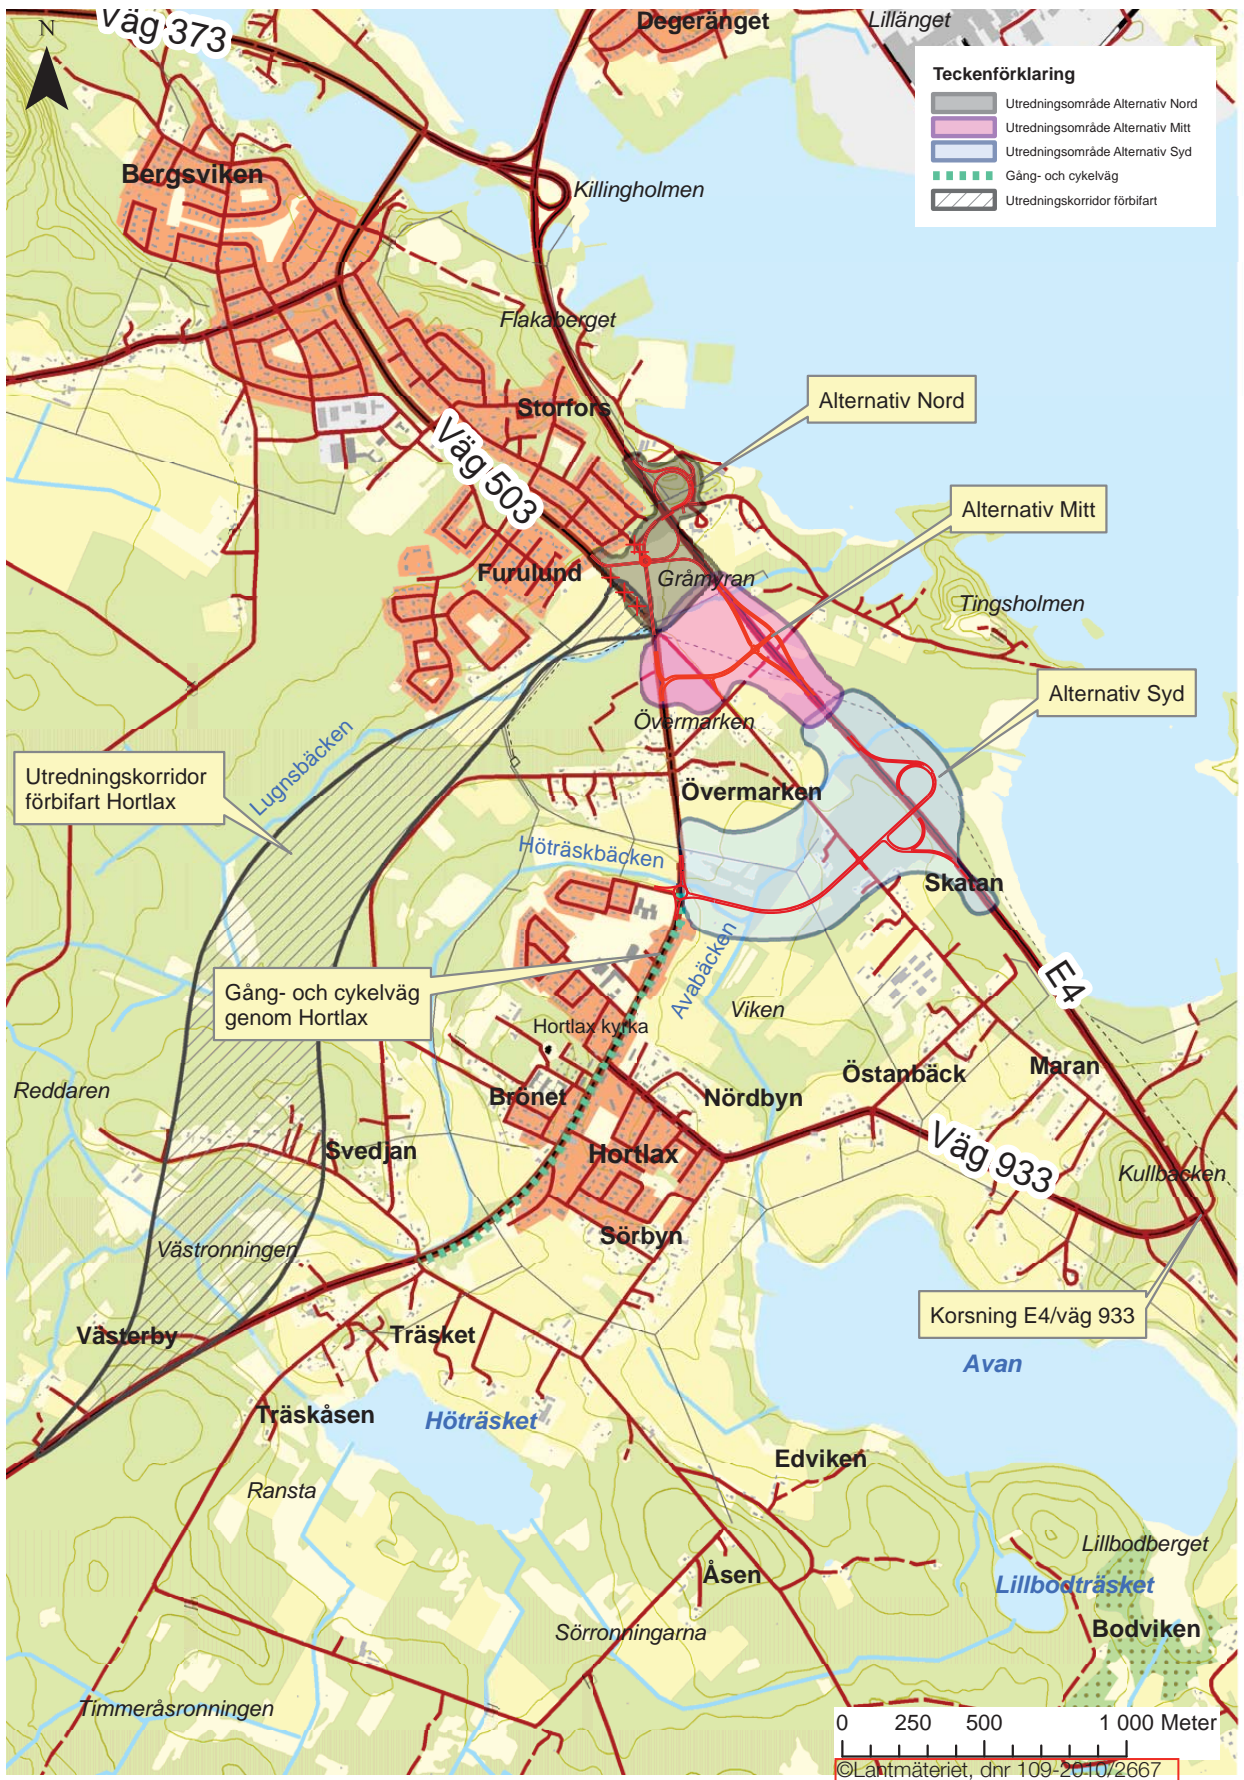 Väg 373
Degeränget
Lillänget
N
Teckenförklaring
Utredningsområde Alternativ Nord
Utredningsområde Alternativ Mitt
Utredningsområde Alternativ Syd
Gång- och cykelväg
Utredningskorridor förbifart
Bergsviken
Killingholmen
Flakaberget
Storfors
Alternativ Nord
Väg 503
Alternativ Mitt
Furulund
Gråmyran
Tingsholmen
Alternativ Syd
Övermarken
Lugnsbäcken
Utredningskorridor
förbifart Hortlax
Övermarken
Höträskbäcken
Skatan
Avabäcken
E4
Gång- och cykelväg
genom Hortlax
Viken
Hortlax kyrka
Reddaren
Brönet
Nördbyn
Östanbäck
Maran
Svedjan
Hortlax
Väg 933
Kullbäcken
Västronningen
Sörbyn
Korsning E4/väg 933
Västerby
Träsket
Avan
Träskåsen
Höträsket
Edviken
Ransta
Lillbodberget
Åsen
Lillbodträsket
Bodviken
Sörronningarna
Timmeråsronningen
0 250 500 1 000 Meter
©Lantmäteriet, dnr 109-2010/2667